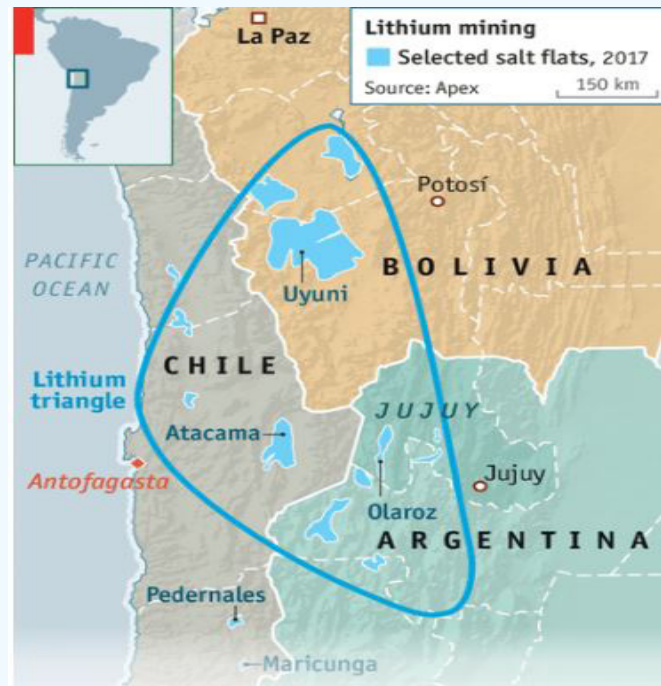 La Paz
Lithium mining
Selected salt flats, 2017
Source: Apex
150 km
Potosí
PACIFIC
OCEAN
BOLIVIA
Uyuni
CHILE
Lithium
triangle
JUJUY
Atacama
Antofagasta
Jujuy
Olaroz
ARGENTINA
Pedernales
Maricunga